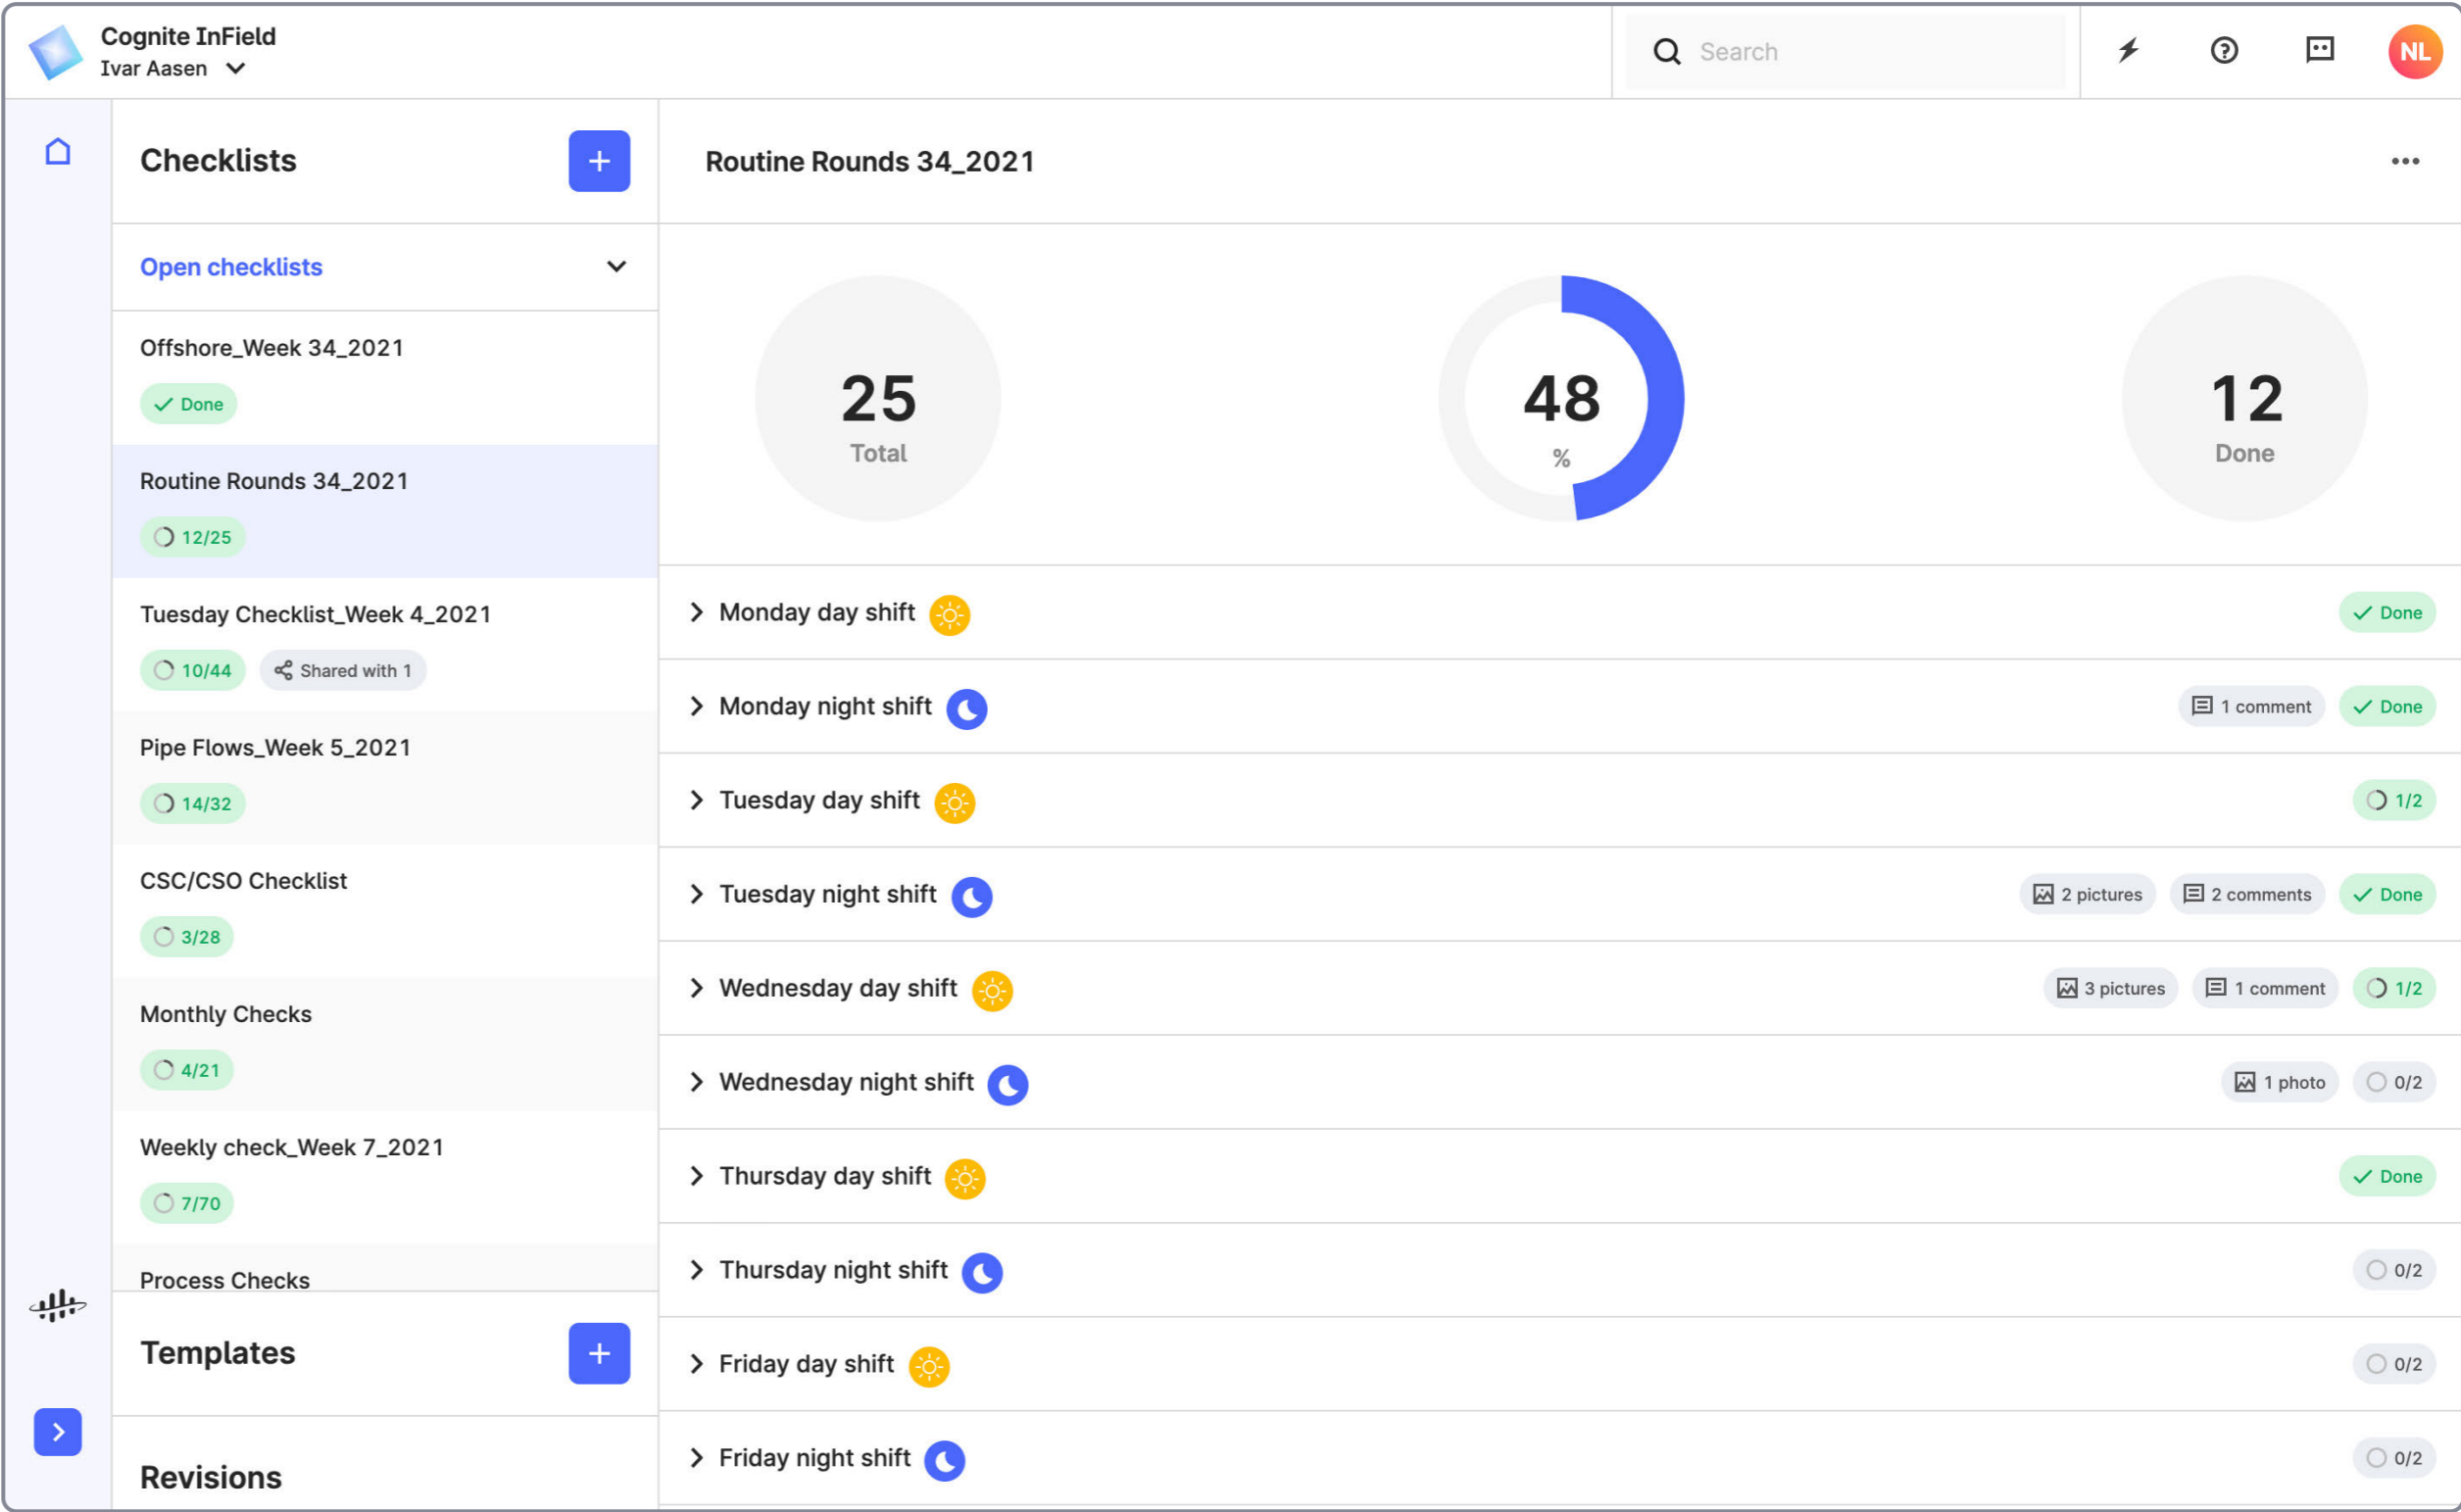 Cognite InField
Ivar Aasen
Search
NL
Checklists
Open checklists
Offshore_Week 34_2021
Done
Routine Rounds 34_2021
12/25
Tuesday Checklist_Week 4_2021
10/44 Shared with 1
Pipe Flows_Week 5_2021
14/32
CSC/CSO Checklist
3/28
Monthly Checks
4/21
Weekly check_Week 7_2021
7/70
Process Checks
Templates
Revisions
Routine Rounds 34_2021
25
Total
48
%
12
Done
Monday day shift Done
Monday night shift 1 comment Done
Tuesday day shift 1/2
Tuesday night shift 2 pictures 2 comments Done
Wednesday day shift 3 pictures 1 comment 1/2
Wednesday night shift 1 photo 0/2
Thursday day shift Done
Thursday night shift 0/2
Friday day shift 0/2
Friday night shift 0/2